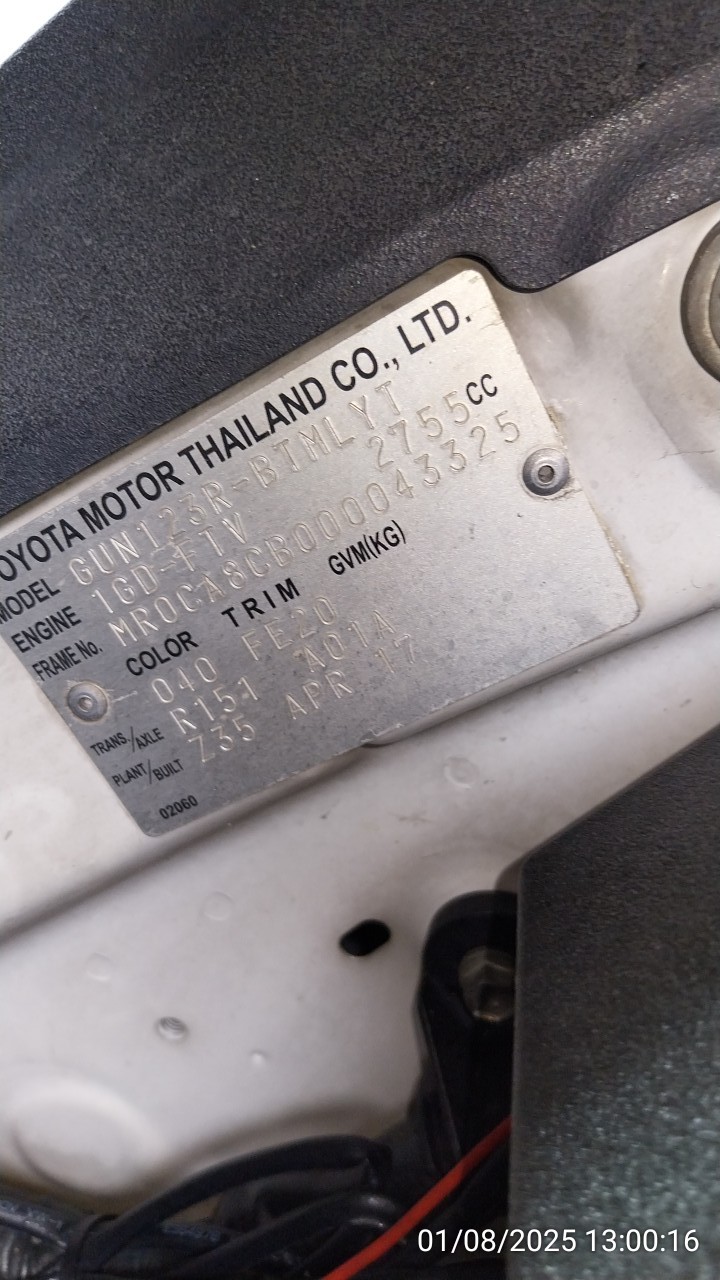 OYOTA MOTOR THAILAND CO., LTD.
MODEL GUN123R-BTMLYT
ENGINE 1GD-FTV 2755CC
FRAME No. MR0CA8CB000043325
COLOR TRIM GVM(KG)
040 FE20
TRANS./AXLE R151 A01A
PLANT/BUILT Z35 APR 17
02060
01/08/2025 13:00:16